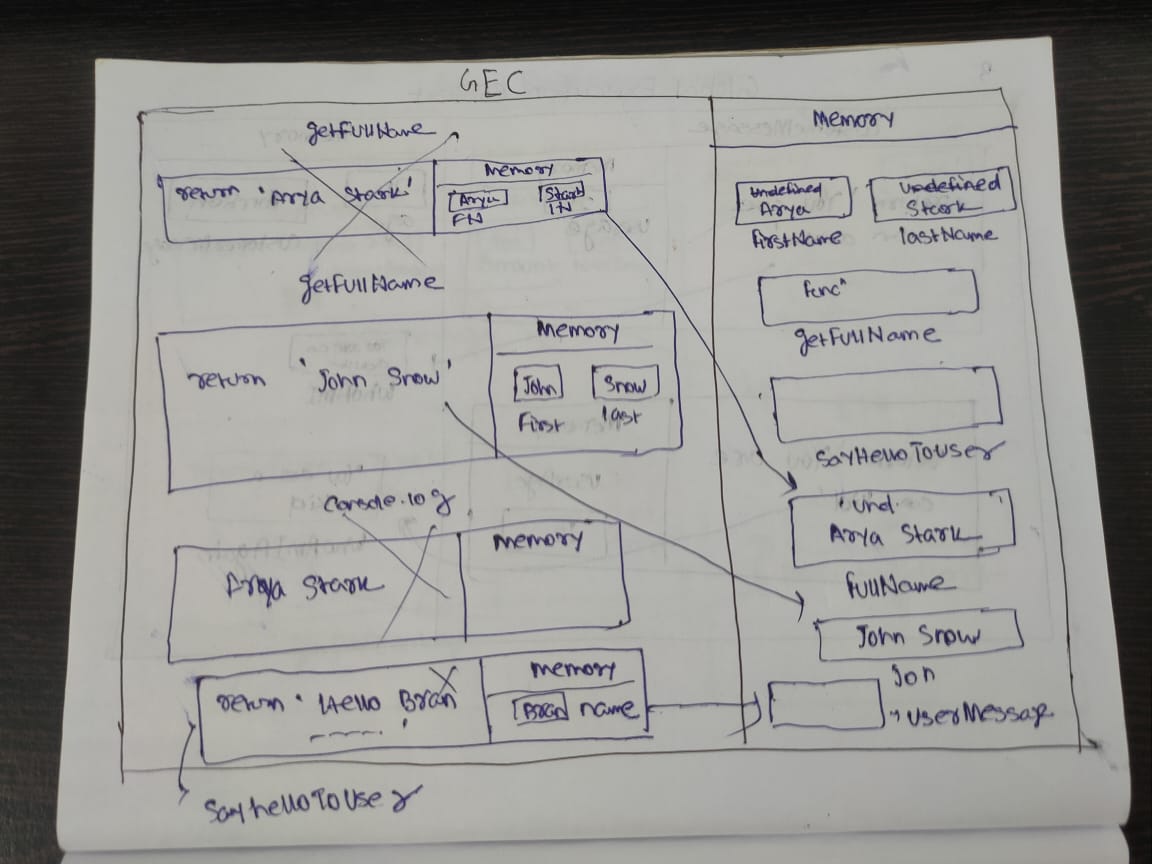 GEC
Memory
getFullName
return 'Arya Stark'
Memory
Arya
Stark
FN
LN
undefined
Arya
firstName
undefined
Stark
lastName
getFullName
func"
getFullName
return 'John Snow'
Memory
John
Snow
First
last
SayHelloToUser
Console.log
Arya Stark
Memory
und
Arya Stark
fullName
John Snow
Jon
return 'Hello Bran
'
Memory
Bran name
userMessage
SayhelloToUser